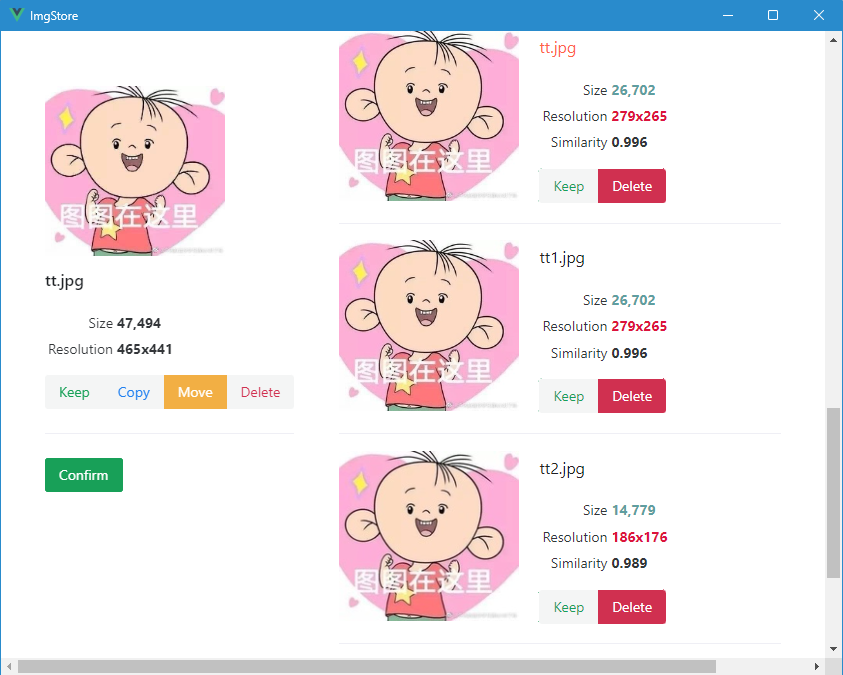 ImgStore
图图在这里
tt.jpg
Size 47,494
Resolution 465x441
Keep Copy Move Delete
Confirm
图图在这里
tt.jpg
Size 26,702
Resolution 279x265
Similarity 0.996
Keep Delete
图图在这里
tt1.jpg
Size 26,702
Resolution 279x265
Similarity 0.996
Keep Delete
图图在这里
tt2.jpg
Size 14,779
Resolution 186x176
Similarity 0.989
Keep Delete